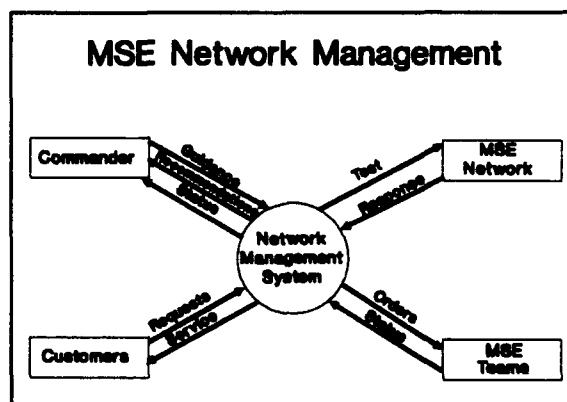 MSE Network Management
Commander
Guidance
Recommendations
Status
Test
Response
MSE
Network
Network
Management
System
Requests
Service
Orders
Status
Customers
MSE
Teams